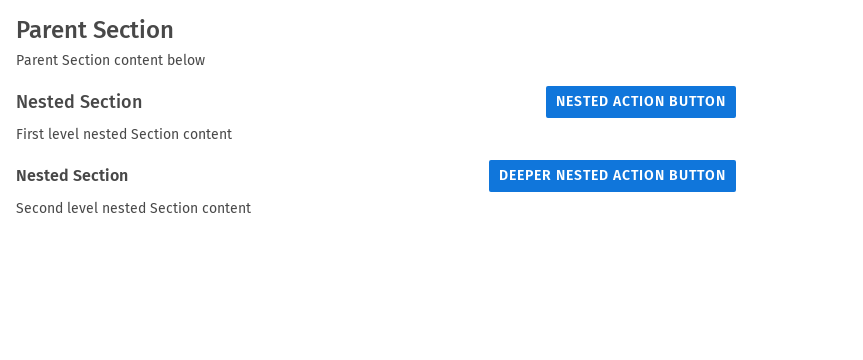 Parent Section
Parent Section content below
Nested Section
NESTED ACTION BUTTON
First level nested Section content
Nested Section
DEEPER NESTED ACTION BUTTON
Second level nested Section content